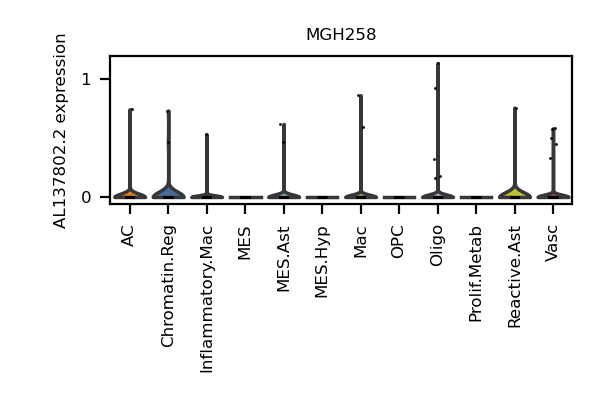 MGH258
AL137802.2 expression
1
0
AC
Chromatin.Reg
Inflammatory.Mac
MES
MES.Ast
MES.Hyp
Mac
OPC
Oligo
Prolif.Metab
Reactive.Ast
Vasc